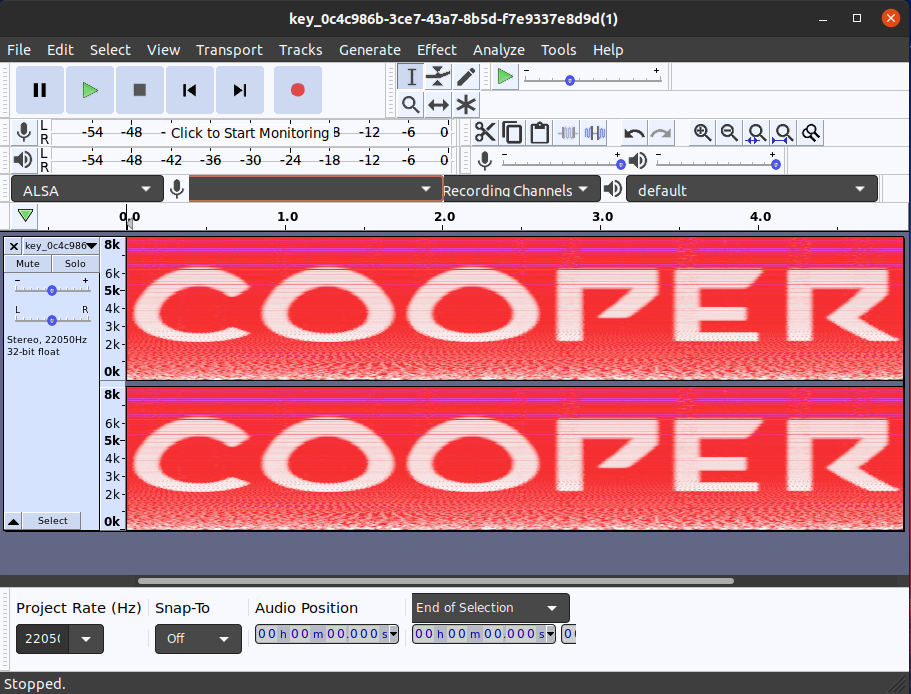 key_0c4c986b-3ce7-43a7-8b5d-f7e9337e8d9d(1)
File Edit Select View Transport Tracks Generate Effect Analyze Tools Help
- +
L R -54 -48 - Click to Start Monitoring 8 -12 -6 0
L R -54 -48 -42 -36 -30 -24 -18 -12 -6 0
- + - +
ALSA Recording Channels default
0.0 1.0 2.0 3.0 4.0
key_0c4c986
Mute Solo
- +
L R
Stereo, 22050Hz
32-bit float
8k
6k
5k
4k
3k
2k
0k
COOPER
Select
8k
6k
5k
4k
3k
2k
0k
COOPER
Project Rate (Hz) Snap-To Audio Position End of Selection
2205 Off 00 h 00 m 00.000 s 00 h 00 m 00.000 s 0
Stopped.